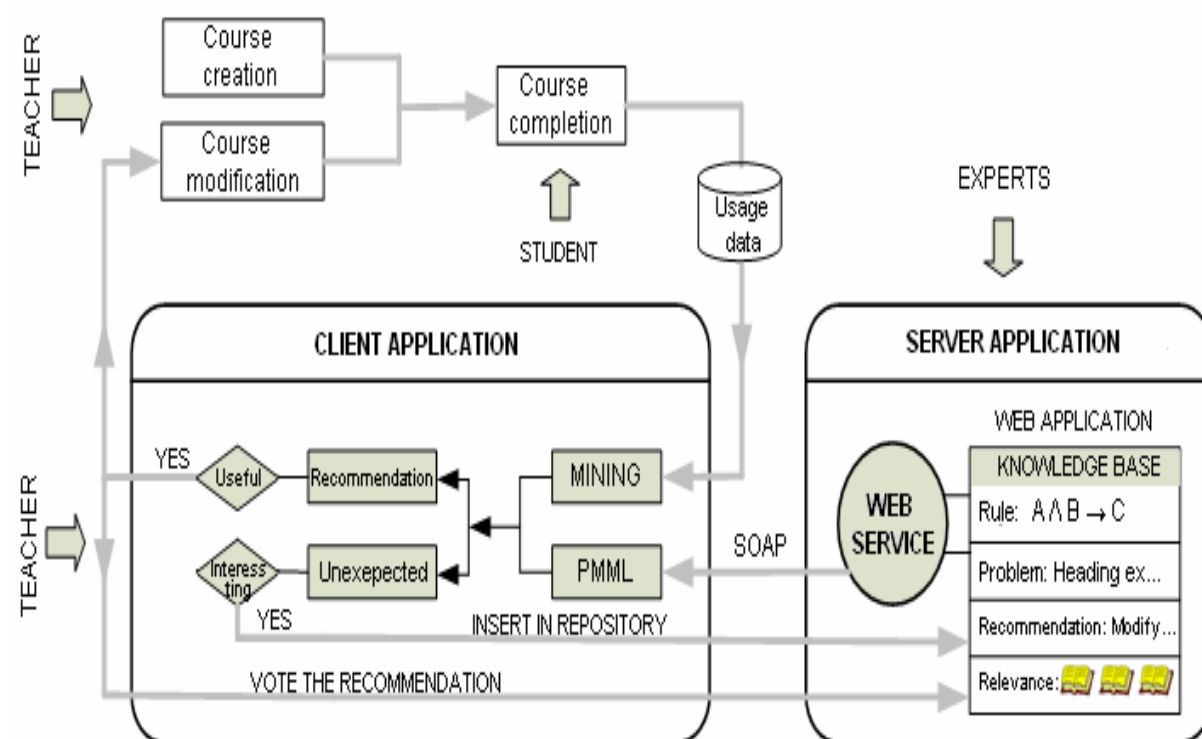 TEACHER
Course
creation
Course
modification
Course
completion
STUDENT
Usage
data
EXPERTS
CLIENT APPLICATION
SERVER APPLICATION
TEACHER
YES
Useful
Recommendation
MINING
Interess
ting
Unexepected
PMML
YES
INSERT IN REPOSITORY
VOTE THE RECOMMENDATION
SOAP
WEB
SERVICE
WEB APPLICATION
KNOWLEDGE BASE
Rule: A Λ B → C
Problem: Heading ex...
Recommendation: Modify...
Relevance: